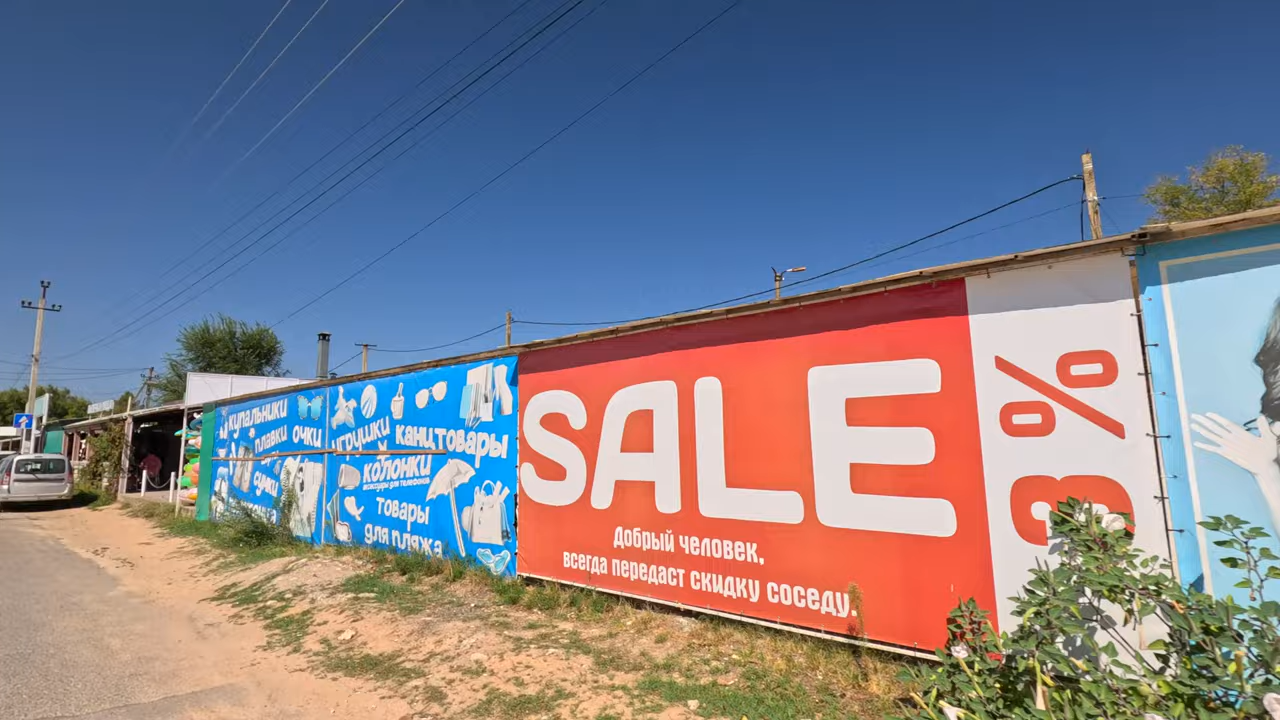 купальники
плавки
очки
сумки
игрушки
канцтовары
колонки
аксессуары для телефонов
товары
для пляжа
SALE
Добрый человек,
всегда передаст скидку соседу.
3%